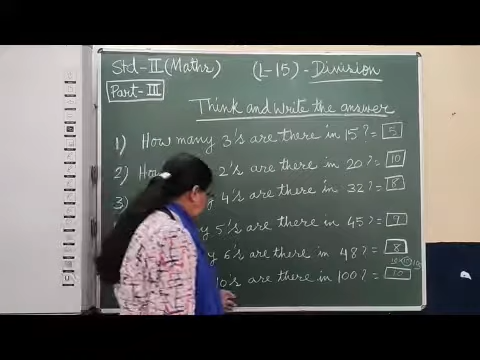 Std-II (Maths) (L-15) - Division
Part-III
Think and write the answer
1) How many 3's are there in 15? = 5
2) 2's are there in 20? = 10
3) 4's are there in 32? = 8
5's are there in 45? =
6's are there in 48? = 8
10's are there in 100? = 10